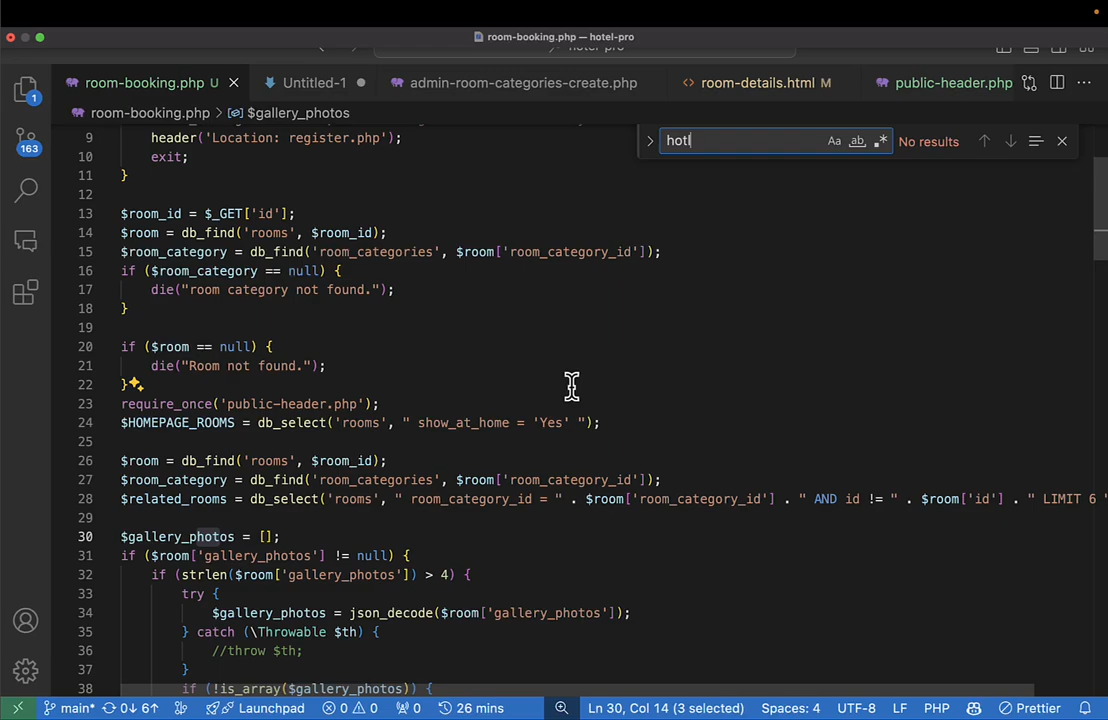 room-booking.php — hotel-pro
room-booking.php U
Untitled-1
admin-room-categories-create.php
room-details.html M
public-header.php
room-booking.php > $gallery_photos
hotl
Aa ab .* No results
1
163
9 header('Location: register.php');
10 exit;
11 }
12
13 $room_id = $_GET['id'];
14 $room = db_find('rooms', $room_id);
15 $room_category = db_find('room_categories', $room['room_category_id']);
16 if ($room_category == null) {
17 die("room category not found.");
18 }
19
20 if ($room == null) {
21 die("Room not found.");
22 }
23 require_once('public-header.php');
24 $HOMEPAGE_ROOMS = db_select('rooms', " show_at_home = 'Yes' ");
25
26 $room = db_find('rooms', $room_id);
27 $room_category = db_find('room_categories', $room['room_category_id']);
28 $related_rooms = db_select('rooms', " room_category_id = " . $room['room_category_id'] . " AND id != " . $room['id'] . " LIMIT 6 "
29
30 $gallery_photos = [];
31 if ($room['gallery_photos'] != null) {
32 if (strlen($room['gallery_photos']) > 4) {
33 try {
34 $gallery_photos = json_decode($room['gallery_photos']);
35 } catch (\Throwable $th) {
36 //throw $th;
37 }
38 if (!is_array($gallery_photos)) {
main* 0↓ 6↑ Launchpad 0 0 0 26 mins Ln 30, Col 14 (3 selected) Spaces: 4 UTF-8 LF PHP Prettier